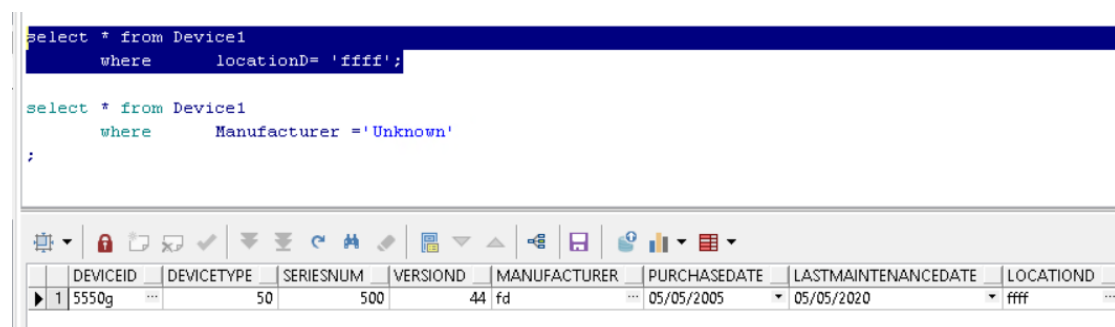 select * from Device1
where locationD= 'ffff';
select * from Device1
where Manufacturer ='Unknown'
;
DEVICEID DEVICETYPE SERIESNUM VERSIOND MANUFACTURER PURCHASEDATE LASTMAINTENANCEDATE LOCATIOND
1 5550g ... 50 500 44 fd ... 05/05/2005 05/05/2020 ffff ...